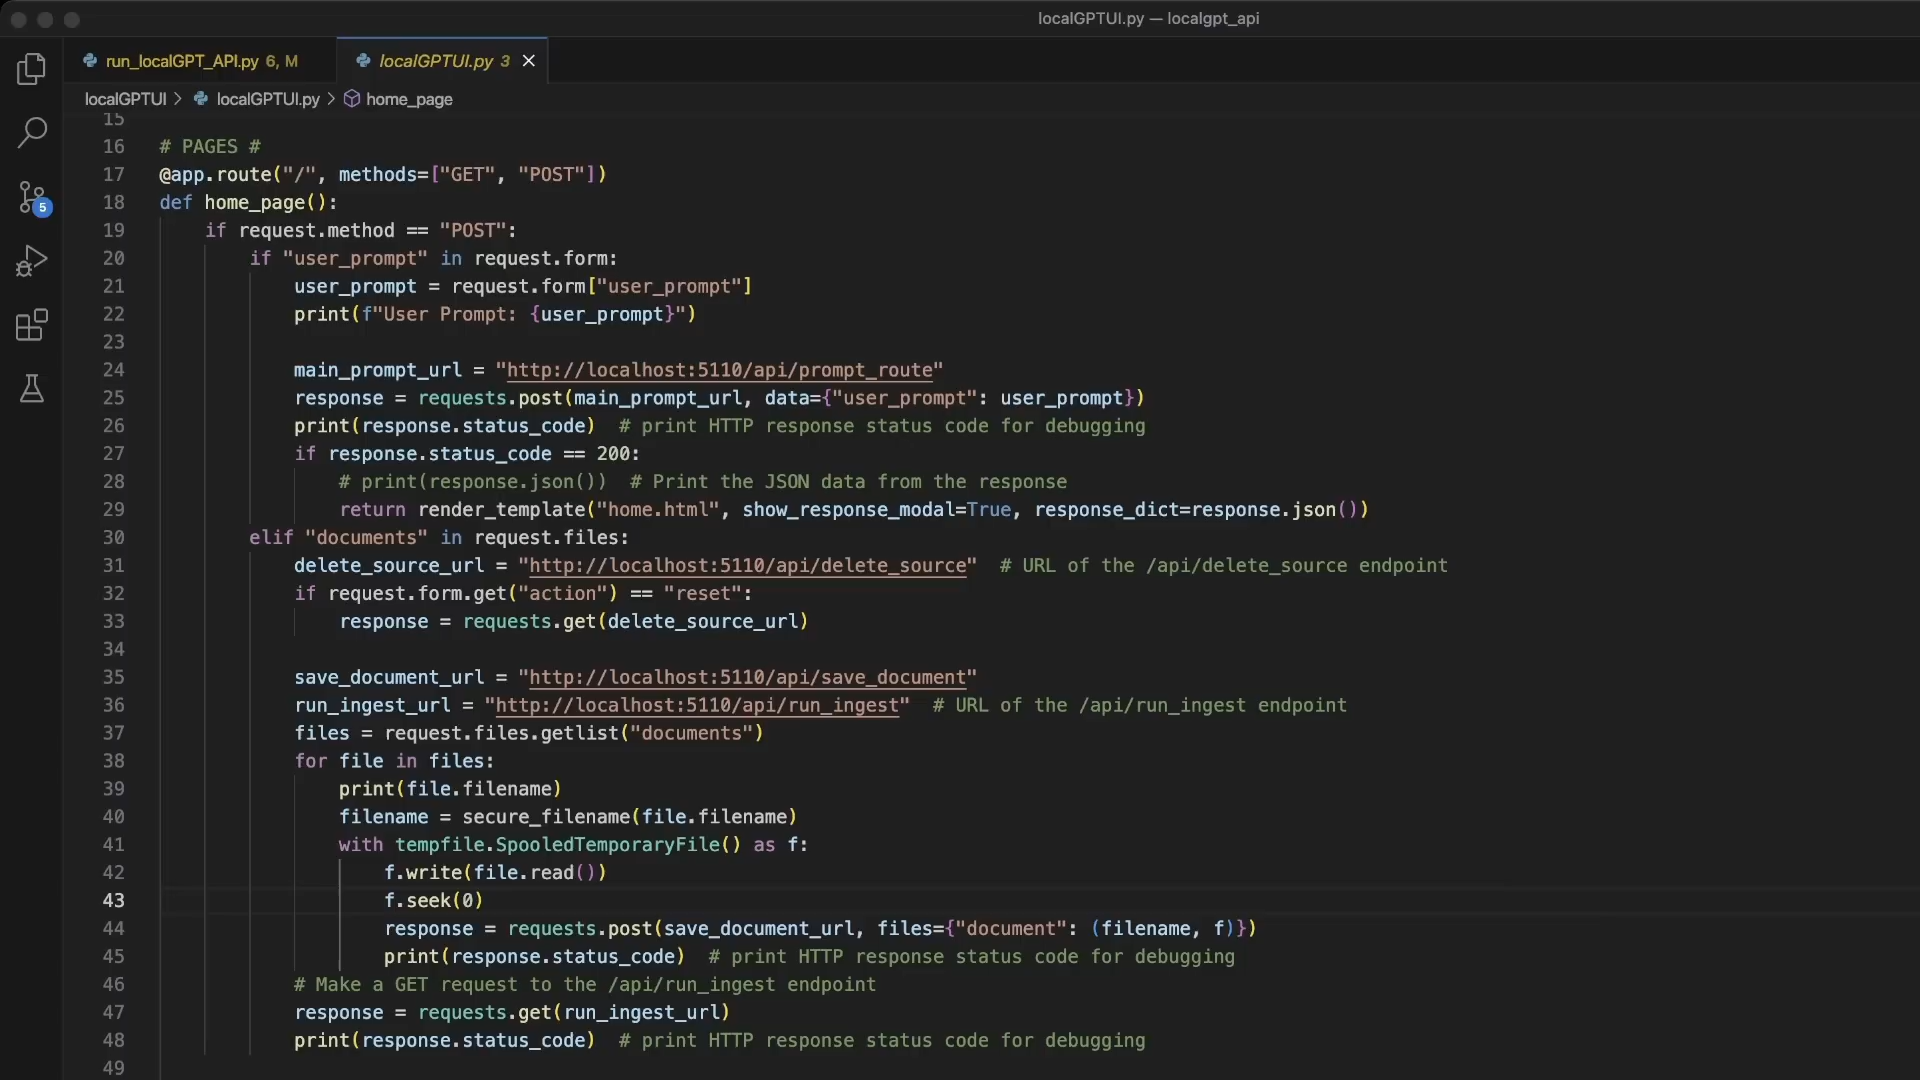 localGPTUI.py — localgpt_api
run_localGPT_API.py 6, M
localGPTUI.py 3
localGPTUI > localGPTUI.py > home_page
15
16 # PAGES #
17 @app.route("/", methods=["GET", "POST"])
18 def home_page():
19     if request.method == "POST":
20         if "user_prompt" in request.form:
21             user_prompt = request.form["user_prompt"]
22             print(f"User Prompt: {user_prompt}")
23
24             main_prompt_url = "http://localhost:5110/api/prompt_route"
25             response = requests.post(main_prompt_url, data={"user_prompt": user_prompt})
26             print(response.status_code)  # print HTTP response status code for debugging
27             if response.status_code == 200:
28                 # print(response.json())  # Print the JSON data from the response
29                 return render_template("home.html", show_response_modal=True, response_dict=response.json())
30         elif "documents" in request.files:
31             delete_source_url = "http://localhost:5110/api/delete_source"  # URL of the /api/delete_source endpoint
32             if request.form.get("action") == "reset":
33                 response = requests.get(delete_source_url)
34
35             save_document_url = "http://localhost:5110/api/save_document"
36             run_ingest_url = "http://localhost:5110/api/run_ingest"  # URL of the /api/run_ingest endpoint
37             files = request.files.getlist("documents")
38             for file in files:
39                 print(file.filename)
40                 filename = secure_filename(file.filename)
41                 with tempfile.SpooledTemporaryFile() as f:
42                     f.write(file.read())
43                     f.seek(0)
44                     response = requests.post(save_document_url, files={"document": (filename, f)})
45                     print(response.status_code)  # print HTTP response status code for debugging
46             # Make a GET request to the /api/run_ingest endpoint
47             response = requests.get(run_ingest_url)
48             print(response.status_code)  # print HTTP response status code for debugging
49
5